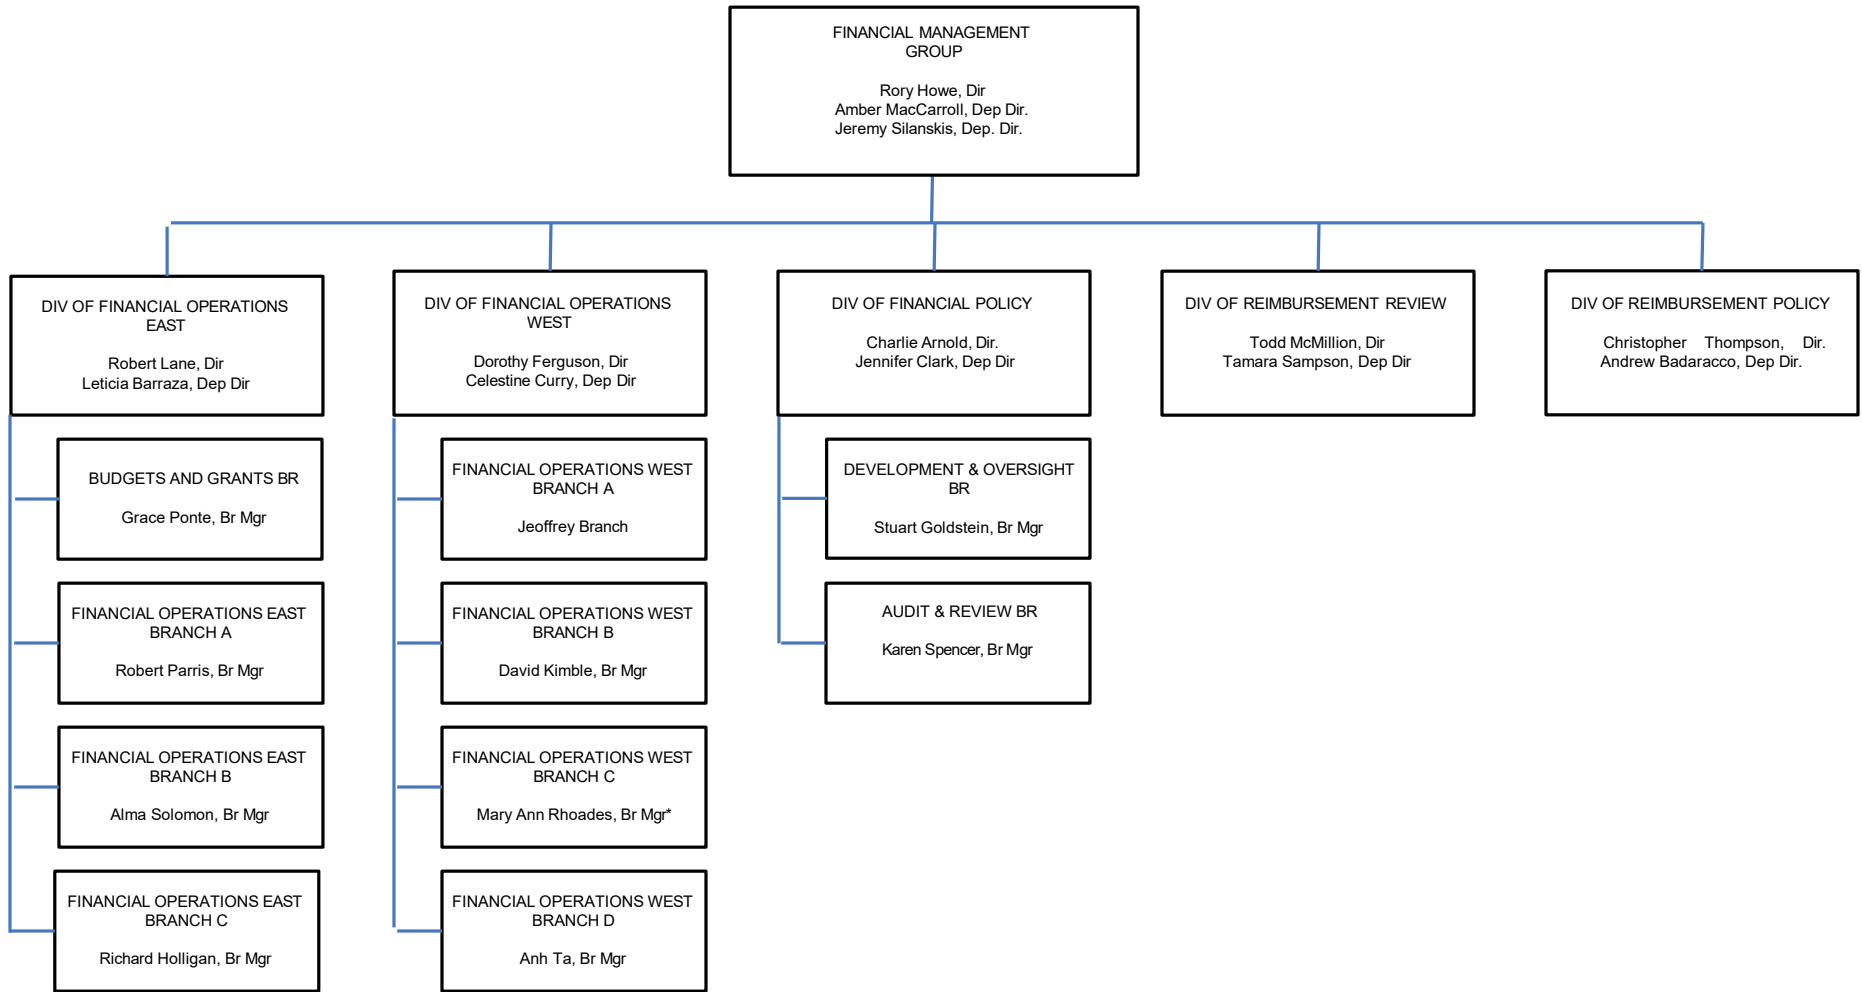 FINANCIAL MANAGEMENT
GROUP
Rory Howe, Dir
Amber MacCarroll, Dep Dir.
Jeremy Silanskis, Dep. Dir.
DIV OF FINANCIAL OPERATIONS
EAST
Robert Lane, Dir
Leticia Barraza, Dep Dir
BUDGETS AND GRANTS BR
Grace Ponte, Br Mgr
FINANCIAL OPERATIONS EAST
BRANCH A
Robert Parris, Br Mgr
FINANCIAL OPERATIONS EAST
BRANCH B
Alma Solomon, Br Mgr
FINANCIAL OPERATIONS EAST
BRANCH C
Richard Holligan, Br Mgr
DIV OF FINANCIAL OPERATIONS
WEST
Dorothy Ferguson, Dir
Celestine Curry, Dep Dir
FINANCIAL OPERATIONS WEST
BRANCH A
Jeoffrey Branch
FINANCIAL OPERATIONS WEST
BRANCH B
David Kimble, Br Mgr
FINANCIAL OPERATIONS WEST
BRANCH C
Mary Ann Rhoades, Br Mgr*
FINANCIAL OPERATIONS WEST
BRANCH D
Anh Ta, Br Mgr
DIV OF FINANCIAL POLICY
Charlie Arnold, Dir.
Jennifer Clark, Dep Dir
DEVELOPMENT & OVERSIGHT
BR
Stuart Goldstein, Br Mgr
AUDIT & REVIEW BR
Karen Spencer, Br Mgr
DIV OF REIMBURSEMENT REVIEW
Todd McMillion, Dir
Tamara Sampson, Dep Dir
DIV OF REIMBURSEMENT POLICY
Christopher Thompson, Dir.
Andrew Badaracco, Dep Dir.